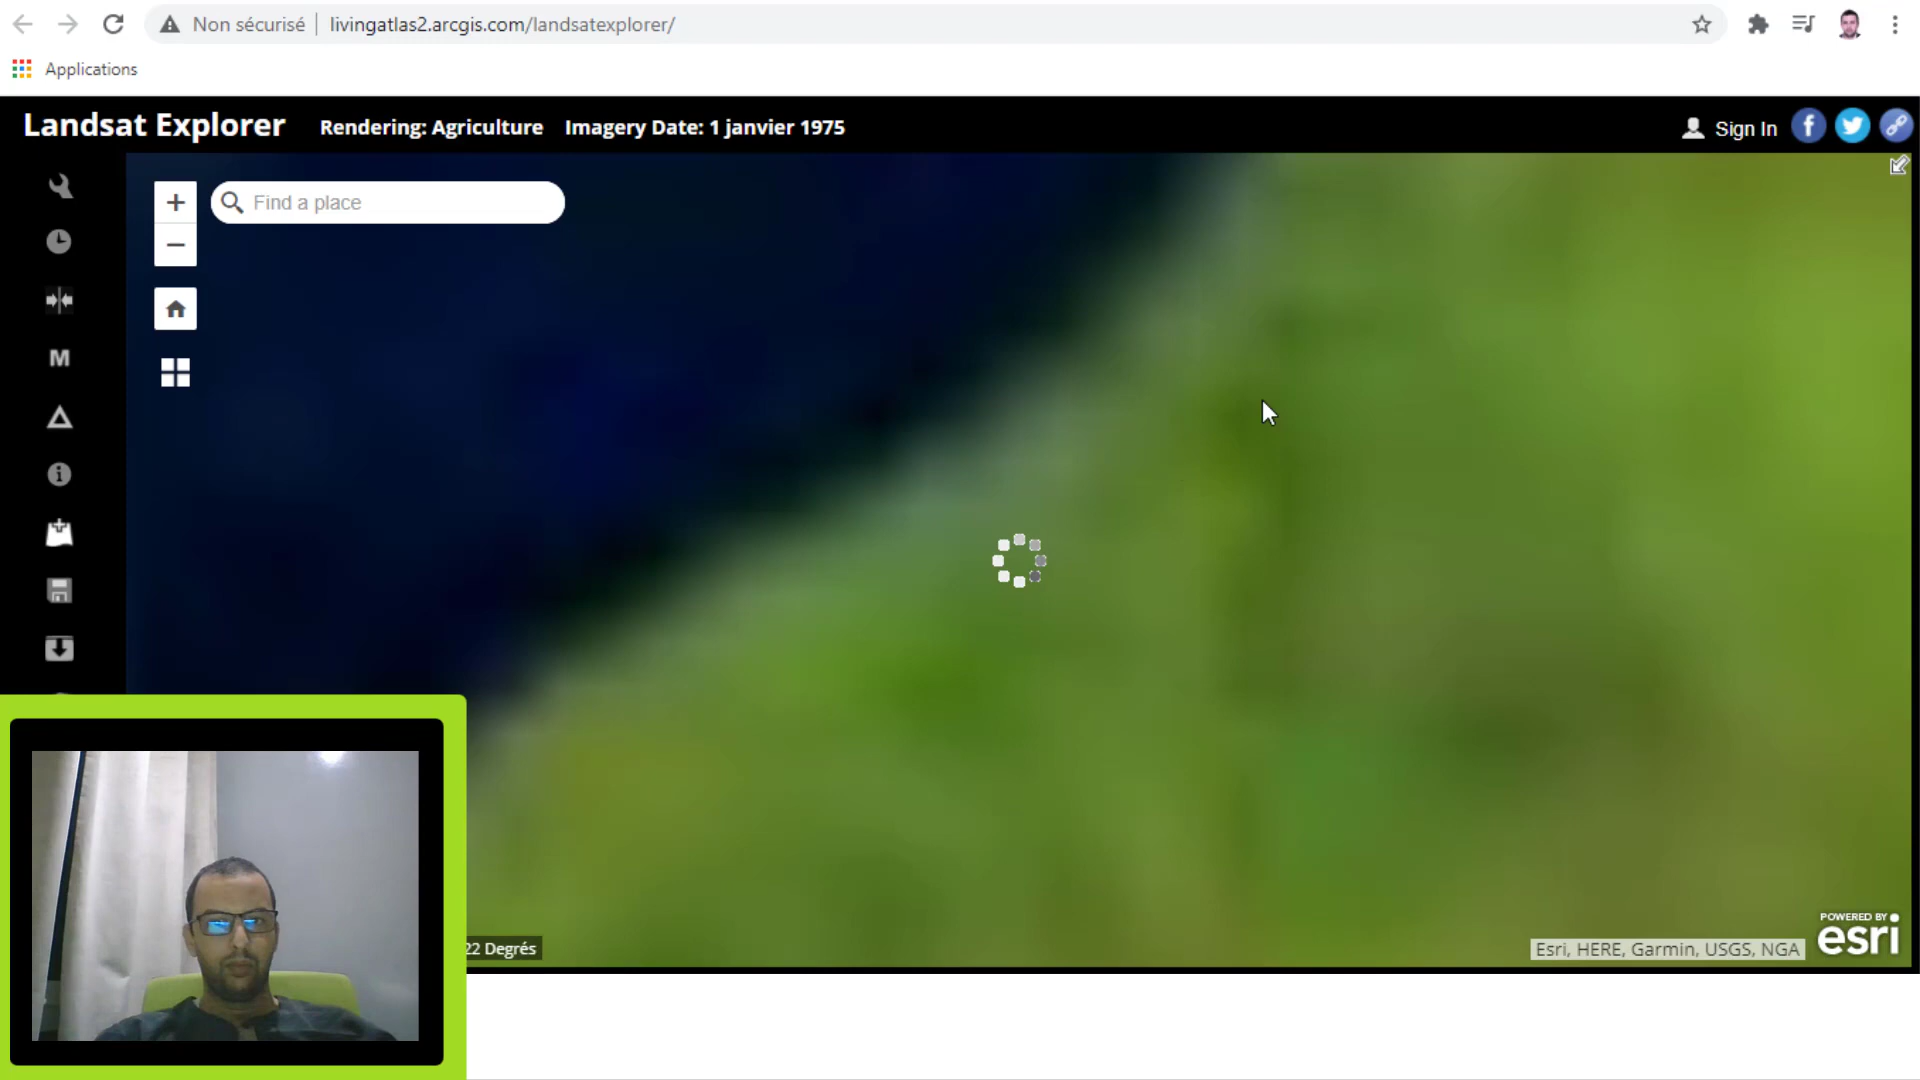 Non sécurisé
livingatlas2.arcgis.com/landsatexplorer/
Applications
Landsat Explorer
Rendering: Agriculture
Imagery Date: 1 janvier 1975
Sign In
Find a place
M
22 Degrés
Esri, HERE, Garmin, USGS, NGA
POWERED BY
esri